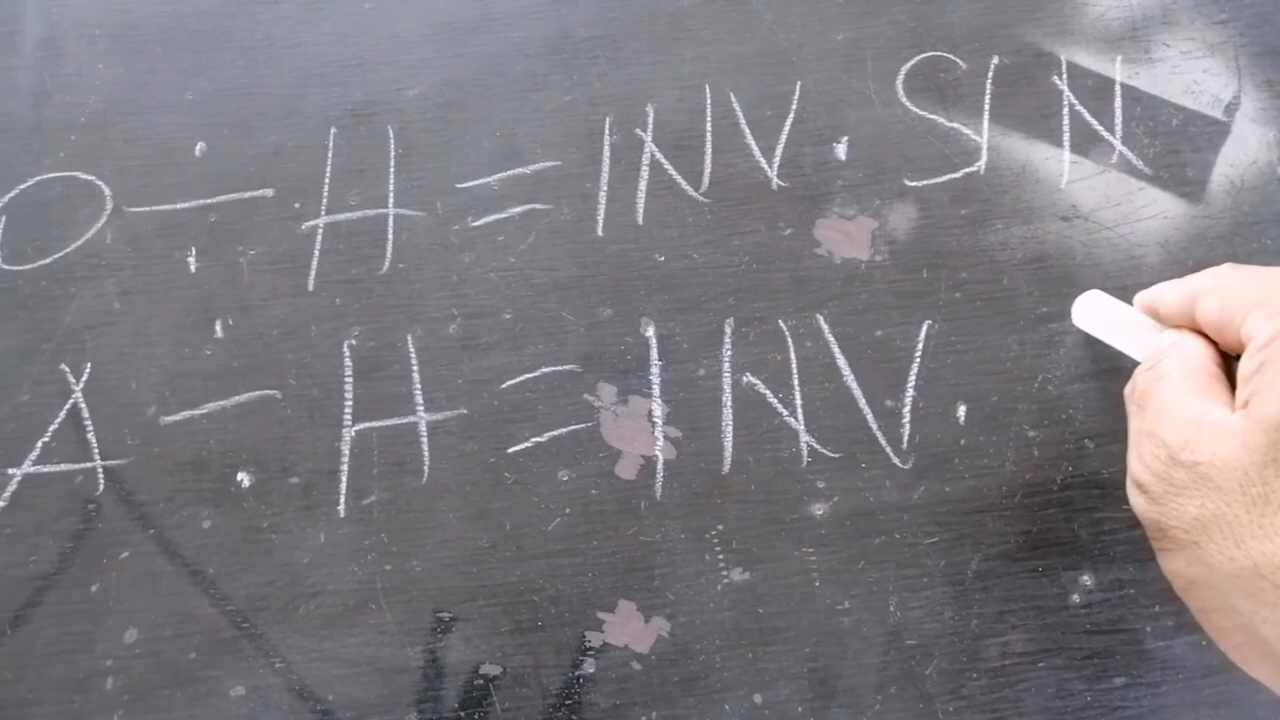 O ÷ H = INV. SIN
A ÷ H = INV.